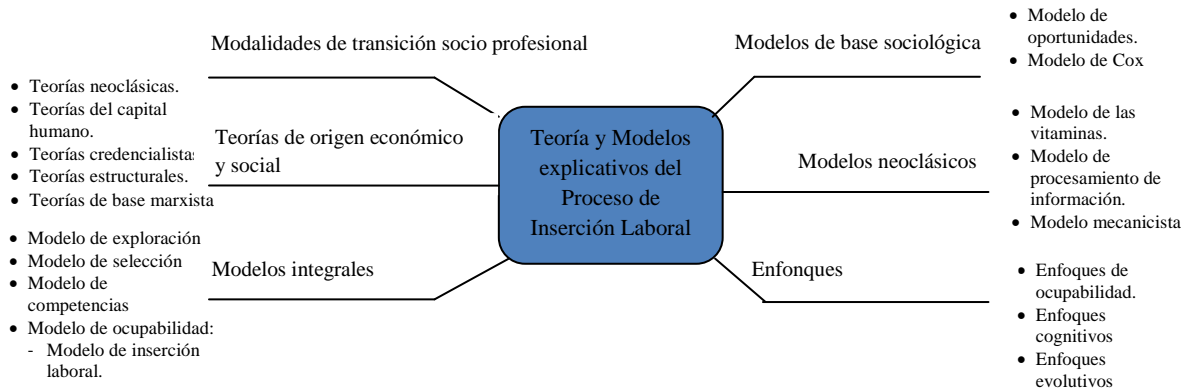 Modalidades de transición socio profesional
• Teorías neoclásicas.
• Teorías del capital
humano.
• Teorías credencialistas
• Teorías estructurales.
• Teorías de base marxista
Teorías de origen económico
y social
• Modelo de exploración
• Modelo de selección
• Modelo de
competencias
• Modelo de ocupabilidad:
- Modelo de inserción
laboral.
Modelos integrales
Teoría y Modelos
explicativos del
Proceso de
Inserción Laboral
Modelos de base sociológica
• Modelo de
oportunidades.
• Modelo de Cox
Modelos neoclásicos
• Modelo de las
vitaminas.
• Modelo de
procesamiento de
información.
• Modelo mecanicista
Enfonques
• Enfoques de
ocupabilidad.
• Enfoques
cognitivos
• Enfoques
evolutivos